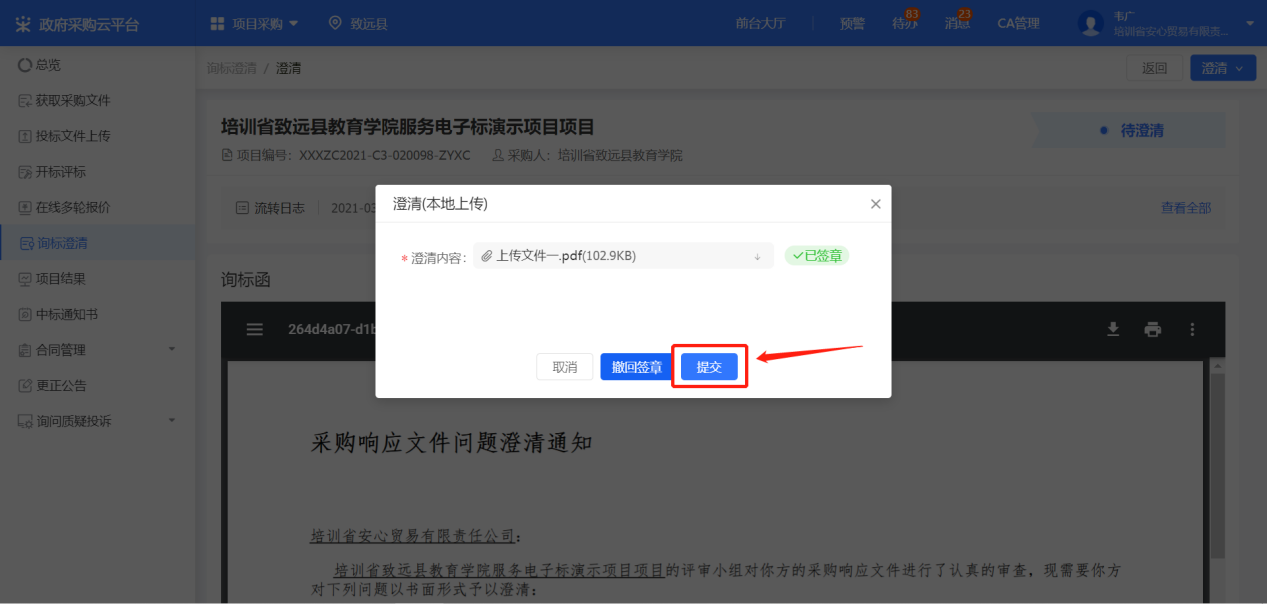 政府采购云平台
项目采购
致远县
前台大厅
预警
待办
83
消息
23
CA管理
韦广
培训省安心贸易有限责...
总览
获取采购文件
投标文件上传
开标评标
在线多轮报价
询标澄清
项目结果
中标通知书
合同管理
更正公告
询问质疑投诉
询标澄清 / 澄清
返回
澄清
培训省致远县教育学院服务电子标演示项目项目
待澄清
项目编号：XXXZC2021-C3-020098-ZYXC
采购人：培训省致远县教育学院
流转日志
2021-03
查看全部
澄清(本地上传)
*澄清内容：
上传文件一.pdf(102.9KB)
已签章
取消
撤回签章
提交
询标函
264d4a07-d1b
采购响应文件问题澄清通知
培训省安心贸易有限责任公司：
培训省致远县教育学院服务电子标演示项目项目的评审小组对你方的采购响应文件进行了认真的审查，现需要你方
对下列问题以书面形式予以澄清：